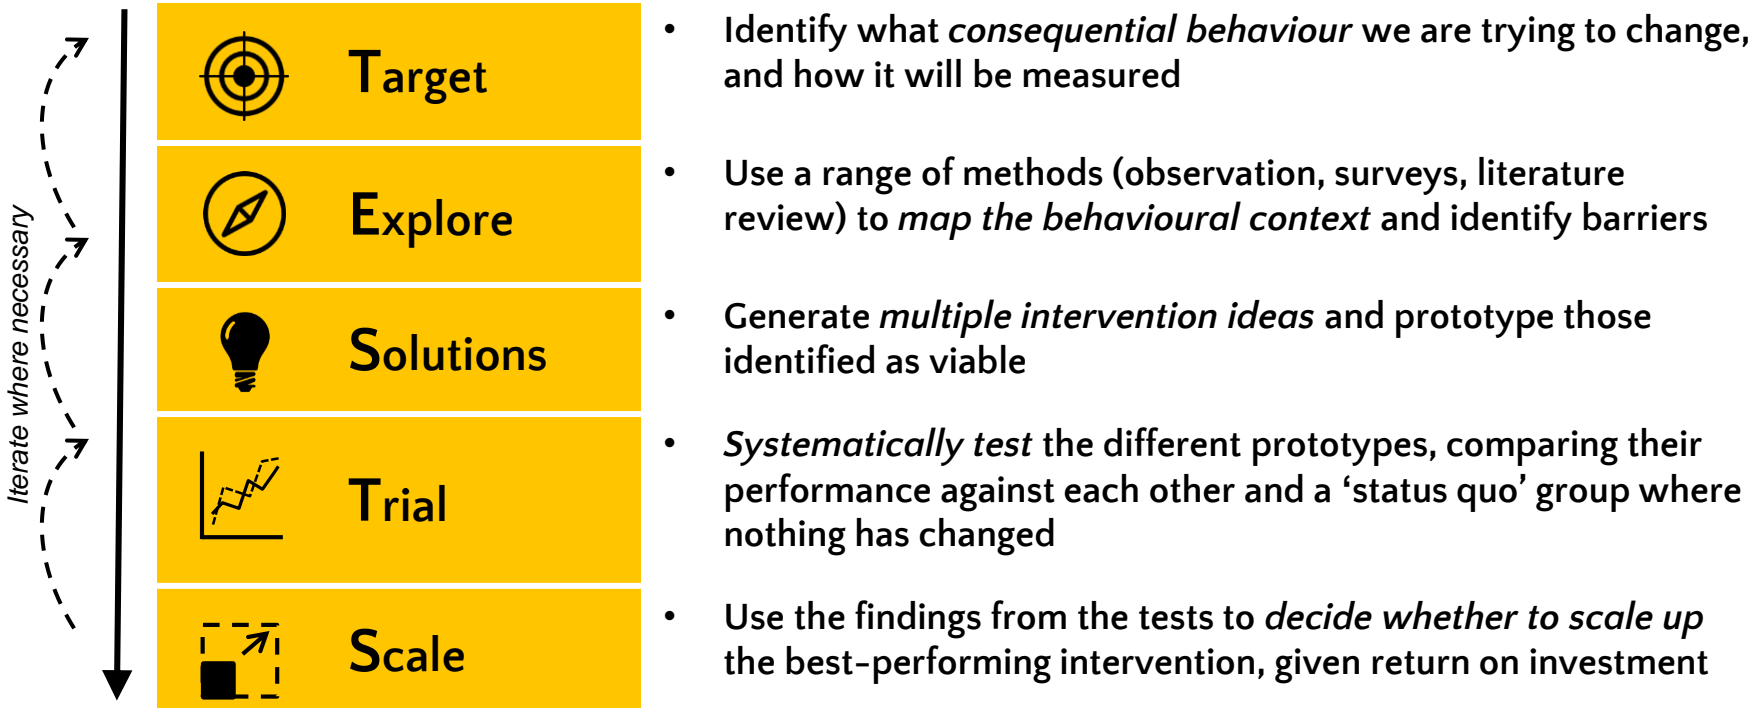 Iterate where necessary
Target
• Identify what consequential behaviour we are trying to change,
and how it will be measured
Explore
• Use a range of methods (observation, surveys, literature
review) to map the behavioural context and identify barriers
Solutions
• Generate multiple intervention ideas and prototype those
identified as viable
Trial
• Systematically test the different prototypes, comparing their
performance against each other and a ‘status quo’ group where
nothing has changed
Scale
• Use the findings from the tests to decide whether to scale up
the best-performing intervention, given return on investment